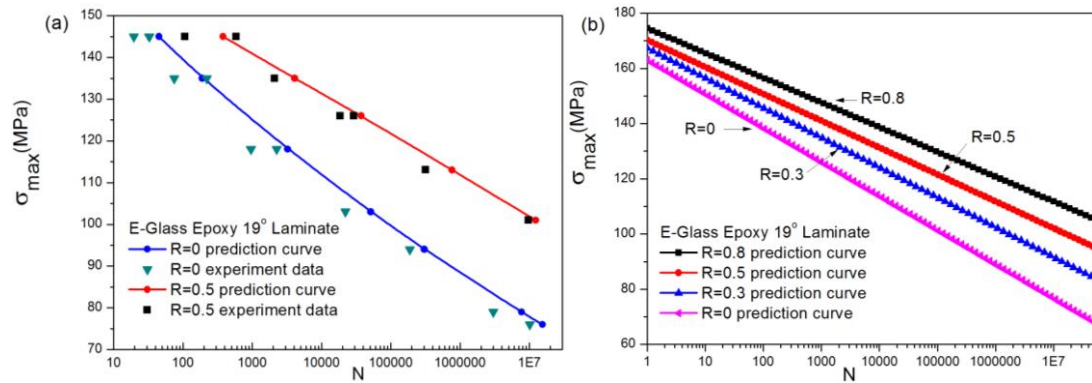 (a)
150
145
140
135
130
125
120
115
110
105
100
95
90
85
80
75
70
σmax(MPa)
E-Glass Epoxy 19° Laminate
R=0 prediction curve
R=0 experiment data
R=0.5 prediction curve
R=0.5 experiment data
10 100 1000 10000 100000 1000000 1E7
N
(b)
180
160
140
120
100
80
60
σmax(MPa)
R=0.8
R=0
R=0.5
R=0.3
E-Glass Epoxy 19° Laminate
R=0.8 prediction curve
R=0.5 prediction curve
R=0.3 prediction curve
R=0 prediction curve
1 10 100 1000 10000 100000 1000000 1E7
N